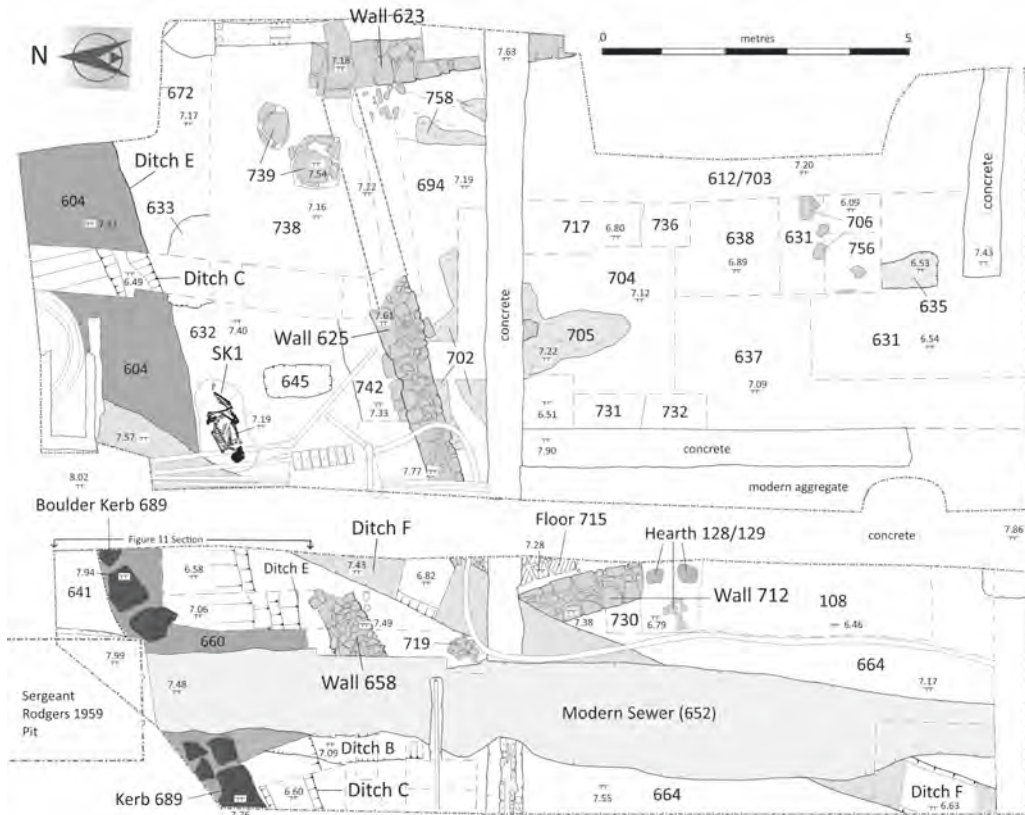 Wall 623
metres
0
5
N
7.18
7.63
672
7.17
758
Ditch E
739
7.54
7.22
694
7.19
7.20
612/703
concrete
604
7.41
633
7.16
738
717
6.80
736
638
6.89
631
6.09
706
756
7.43
6.49
Ditch C
704
7.12
6.53
635
632
7.40
7.61
Wall 625
concrete
705
7.22
637
7.09
631
6.54
604
SK1
645
742
7.33
702
7.19
6.51
731
732
7.57
7.90
concrete
7.77
8.02
modern aggregate
Boulder Kerb 689
Figure 11 Section
Ditch F
Floor 715
7.28
Hearth 128/129
concrete
7.86
7.94
6.58
Ditch E
7.43
6.82
641
7.06
7.49
Wall 712
108
6.46
660
719
7.38
730
6.79
7.99
Wall 658
664
7.17
7.48
Sergeant
Rodgers 1959
Pit
Modern Sewer (652)
7.09
Ditch B
Ditch C
6.60
Kerb 689
7.76
7.55
664
Ditch F
6.63